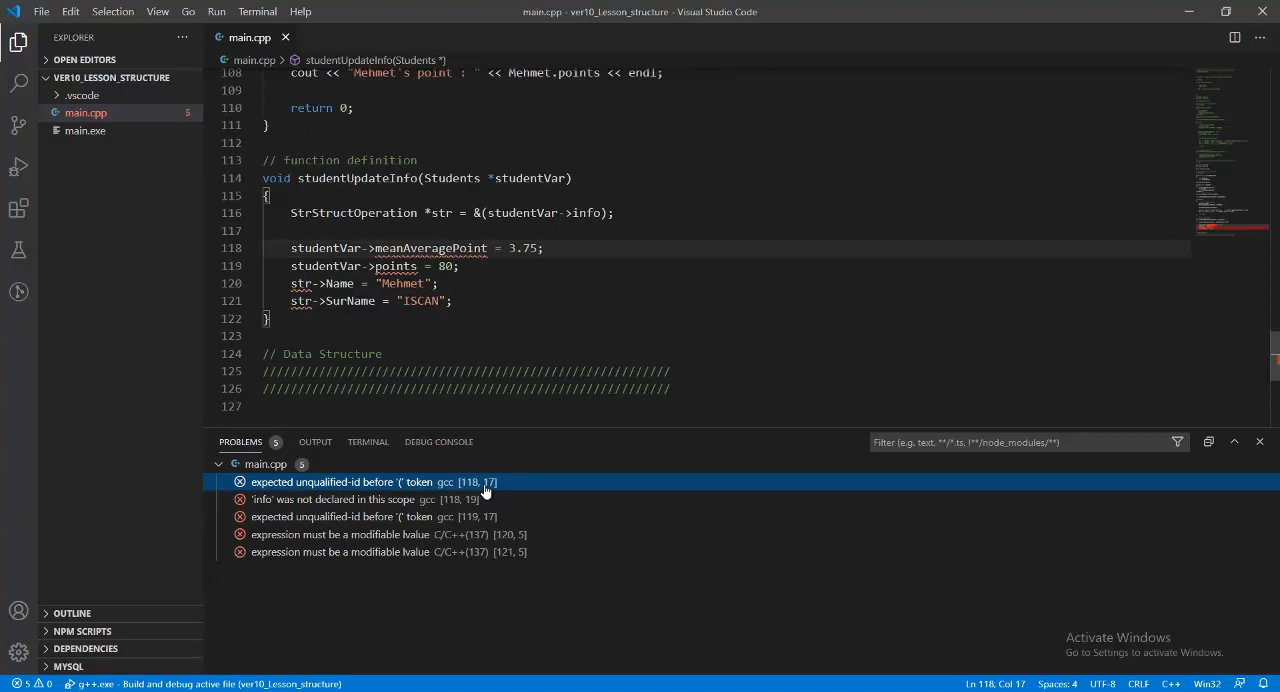 File Edit Selection View Go Run Terminal Help
main.cpp - ver10_Lesson_structure - Visual Studio Code
EXPLORER
OPEN EDITORS
VER10_LESSON_STRUCTURE
.vscode
main.cpp 5
main.exe
OUTLINE
NPM SCRIPTS
DEPENDENCIES
MYSQL
main.cpp
main.cpp > studentUpdateInfo(Students *)
108 cout << "Mehmet's point : " << Mehmet.points << endl;
109
110 return 0;
111 }
112
113 // function definition
114 void studentUpdateInfo(Students *studentVar)
115 {
116 StrStructOperation *str = &(studentVar->info);
117
118 studentVar->meanAveragePoint = 3.75;
119 studentVar->points = 80;
120 str->Name = "Mehmet";
121 str->SurName = "ISCAN";
122 }
123
124 // Data Structure
125 //////////////////////////////////////////////////////////
126 //////////////////////////////////////////////////////////
127
PROBLEMS 5 OUTPUT TERMINAL DEBUG CONSOLE
Filter (e.g. text, **/*.ts, !**/node_modules/**)
main.cpp 5
expected unqualified-id before '(' token gcc [118, 17]
'info' was not declared in this scope gcc [118, 19]
expected unqualified-id before '(' token gcc [119, 17]
expression must be a modifiable lvalue C/C++(137) [120, 5]
expression must be a modifiable lvalue C/C++(137) [121, 5]
Activate Windows
Go to Settings to activate Windows.
5 0 g++.exe - Build and debug active file (ver10_Lesson_structure)
Ln 118, Col 17 Spaces: 4 UTF-8 CRLF C++ Win32